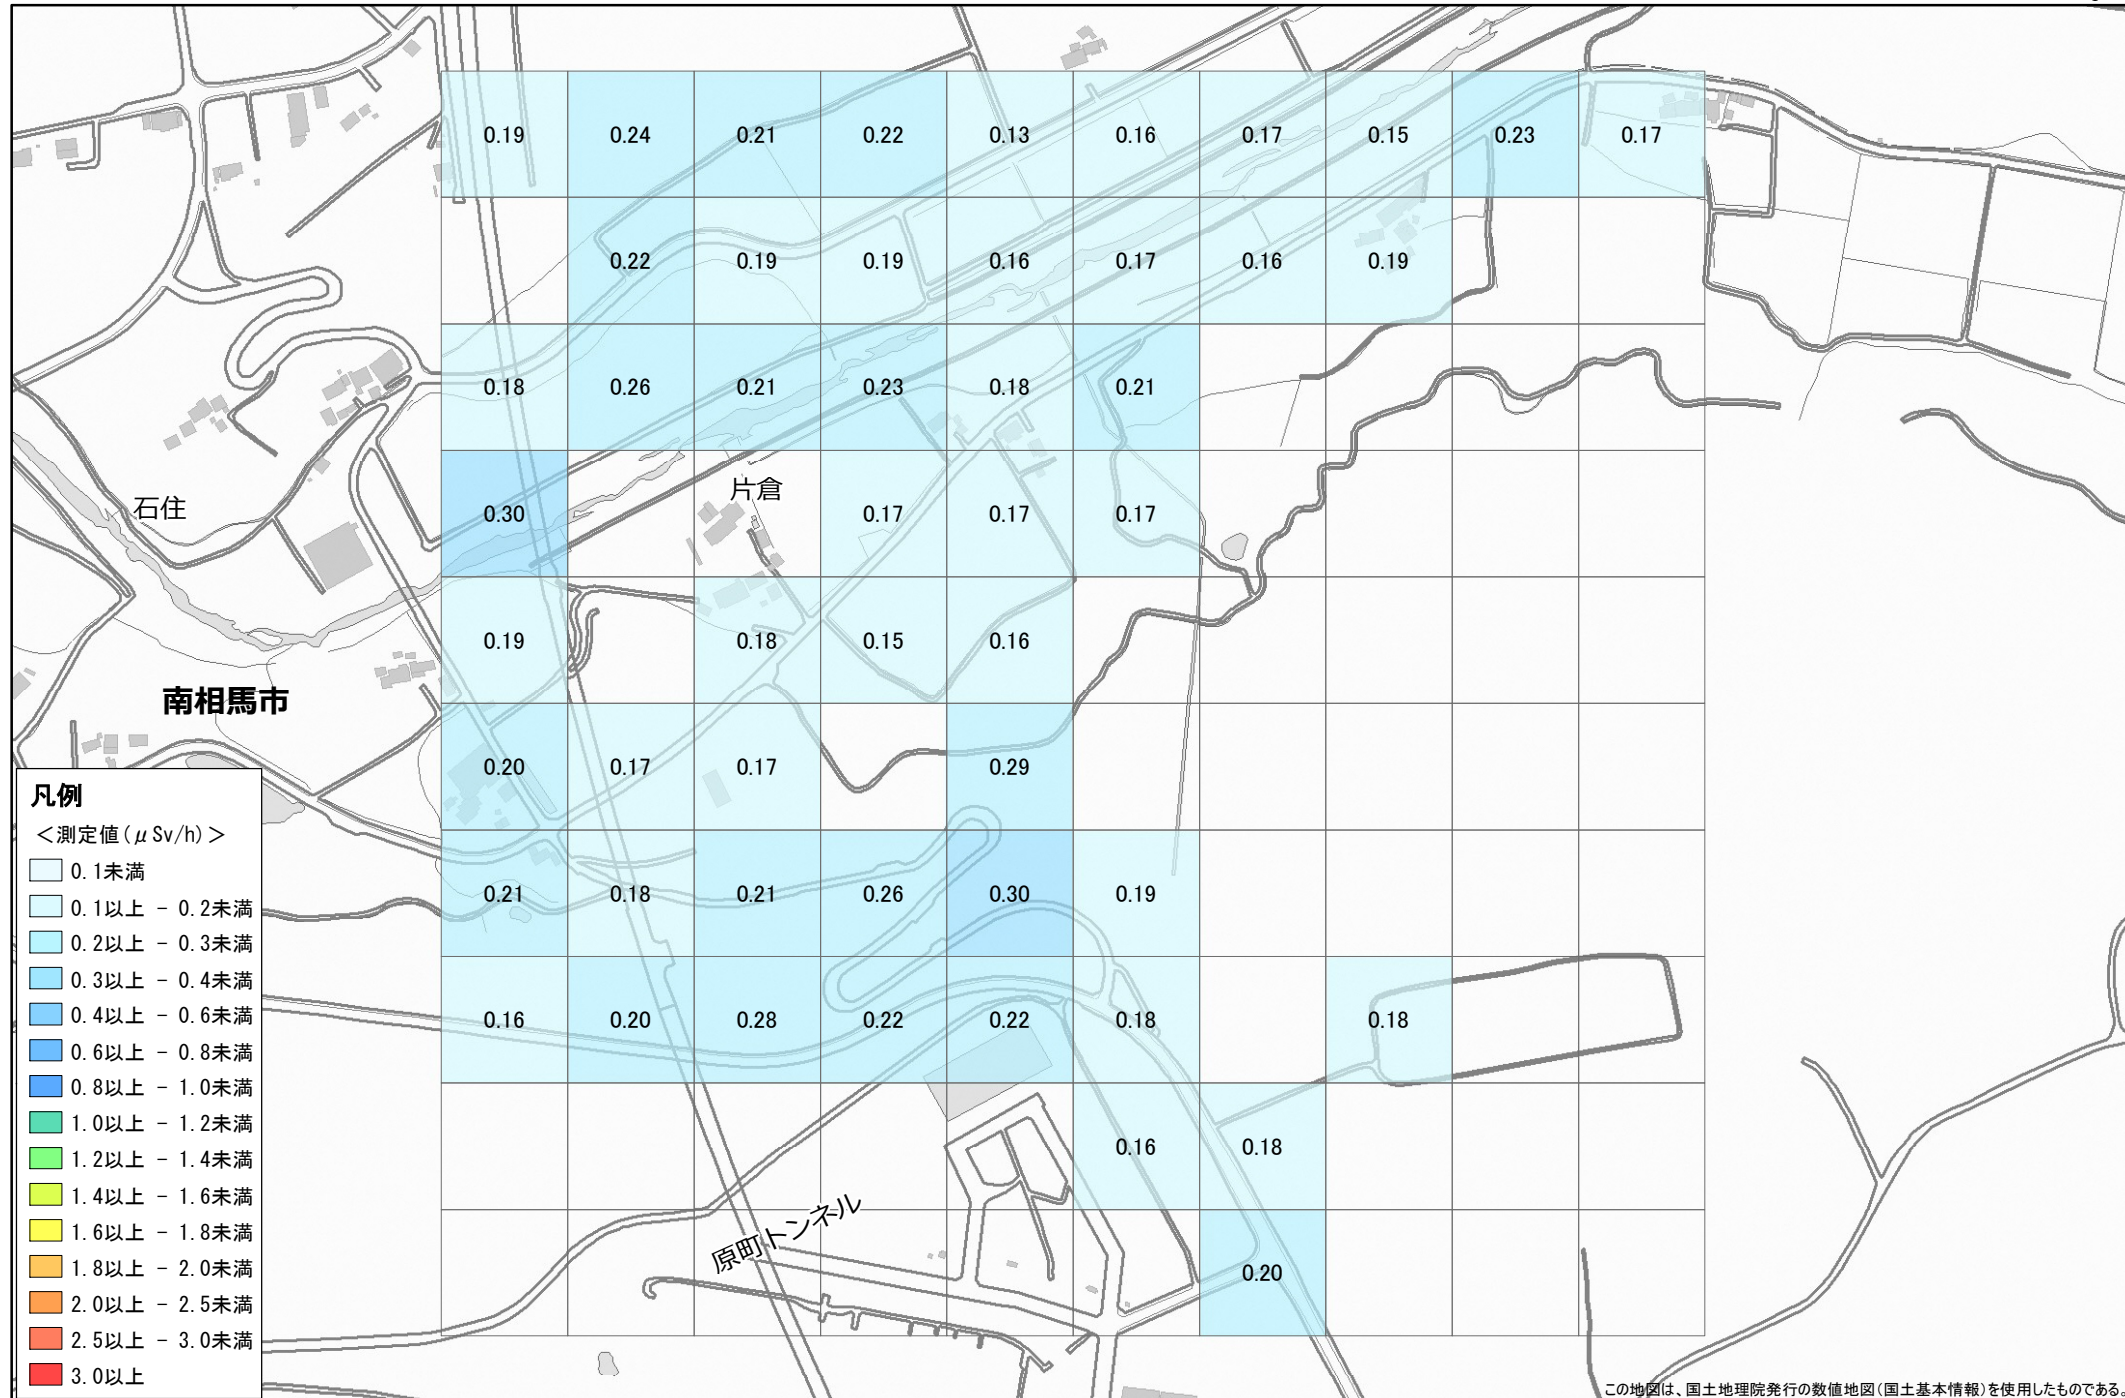 0.19 0.24 0.21 0.22 0.13 0.16 0.17 0.15 0.23 0.17
0.22 0.19 0.19 0.16 0.17 0.16 0.19
0.18 0.26 0.21 0.23 0.18 0.21
片倉
石住
0.30 0.17 0.17 0.17
0.19 0.18 0.15 0.16
南相馬市
0.20 0.17 0.17 0.29
0.21 0.18 0.21 0.26 0.30 0.19
0.16 0.20 0.28 0.22 0.22 0.18 0.18
0.16 0.18
原町トンネル
0.20
凡例
＜測定値(μSv/h)＞
0.1未満
0.1以上 - 0.2未満
0.2以上 - 0.3未満
0.3以上 - 0.4未満
0.4以上 - 0.6未満
0.6以上 - 0.8未満
0.8以上 - 1.0未満
1.0以上 - 1.2未満
1.2以上 - 1.4未満
1.4以上 - 1.6未満
1.6以上 - 1.8未満
1.8以上 - 2.0未満
2.0以上 - 2.5未満
2.5以上 - 3.0未満
3.0以上
この地図は、国土地理院発行の数値地図(国土基本情報)を使用したものである。